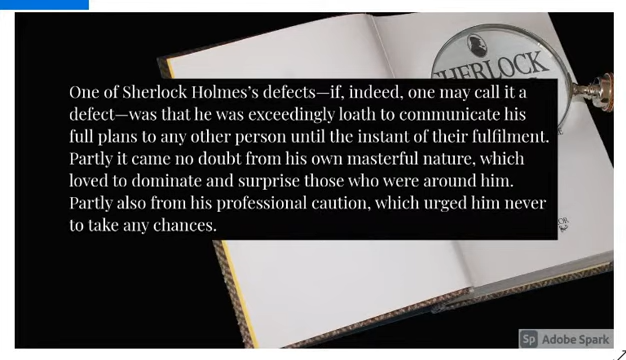 SHERLOCK
One of Sherlock Holmes’s defects—if, indeed, one may call it a
defect—was that he was exceedingly loath to communicate his
full plans to any other person until the instant of their fulfilment.
Partly it came no doubt from his own masterful nature, which
loved to dominate and surprise those who were around him.
Partly also from his professional caution, which urged him never
to take any chances.
Sp Adobe Spark